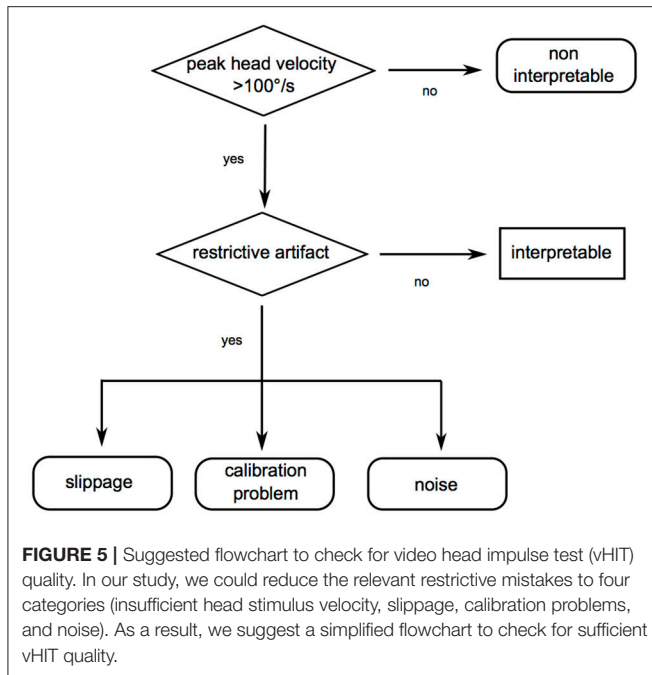 peak head velocity
>100°/s
no
non
interpretable
yes
restrictive artifact
no
interpretable
yes
slippage
calibration
problem
noise
FIGURE 5 | Suggested flowchart to check for video head impulse test (vHIT)
quality. In our study, we could reduce the relevant restrictive mistakes to four
categories (insufficient head stimulus velocity, slippage, calibration problems,
and noise). As a result, we suggest a simplified flowchart to check for sufficient
vHIT quality.